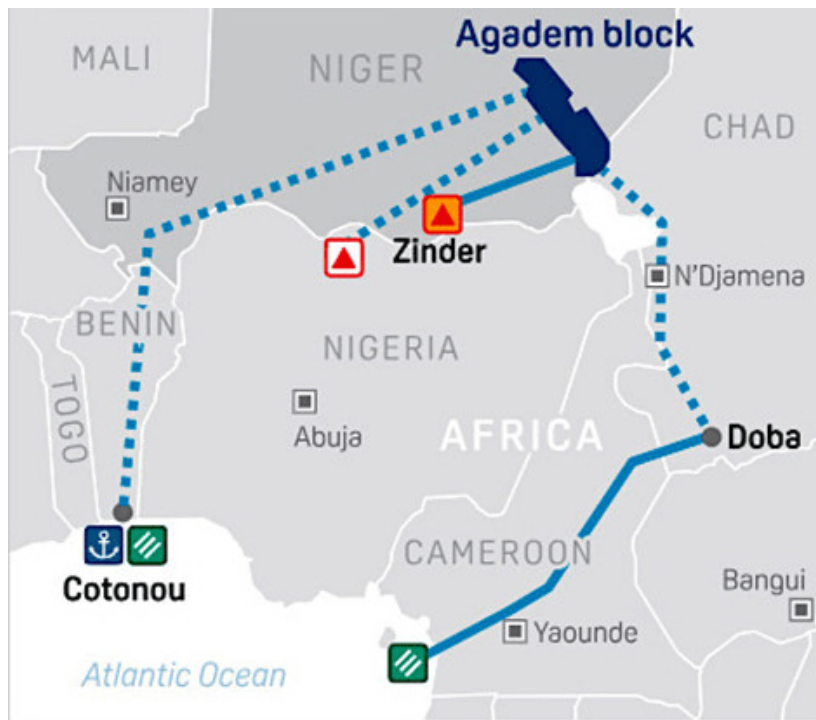 Agadem block
MALI
NIGER
CHAD
Niamey
Zinder
N'Djamena
BENIN
NIGERIA
TOGO
Abuja
AFRICA
Doba
CAMEROON
Cotonou
Bangui
Yaounde
Atlantic Ocean